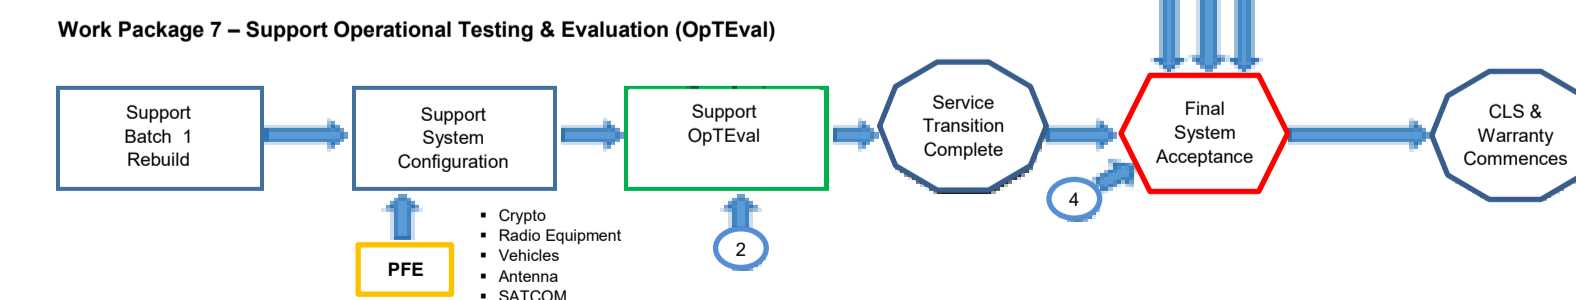 Work Package 7 – Support Operational Testing & Evaluation (OpTEval)
Support
Batch 1
Rebuild
Support
System
Configuration
Support
OpTEval
Service
Transition
Complete
Final
System
Acceptance
CLS &
Warranty
Commences
4
2
PFE
▪ Crypto
▪ Radio Equipment
▪ Vehicles
▪ Antenna
▪ SATCOM